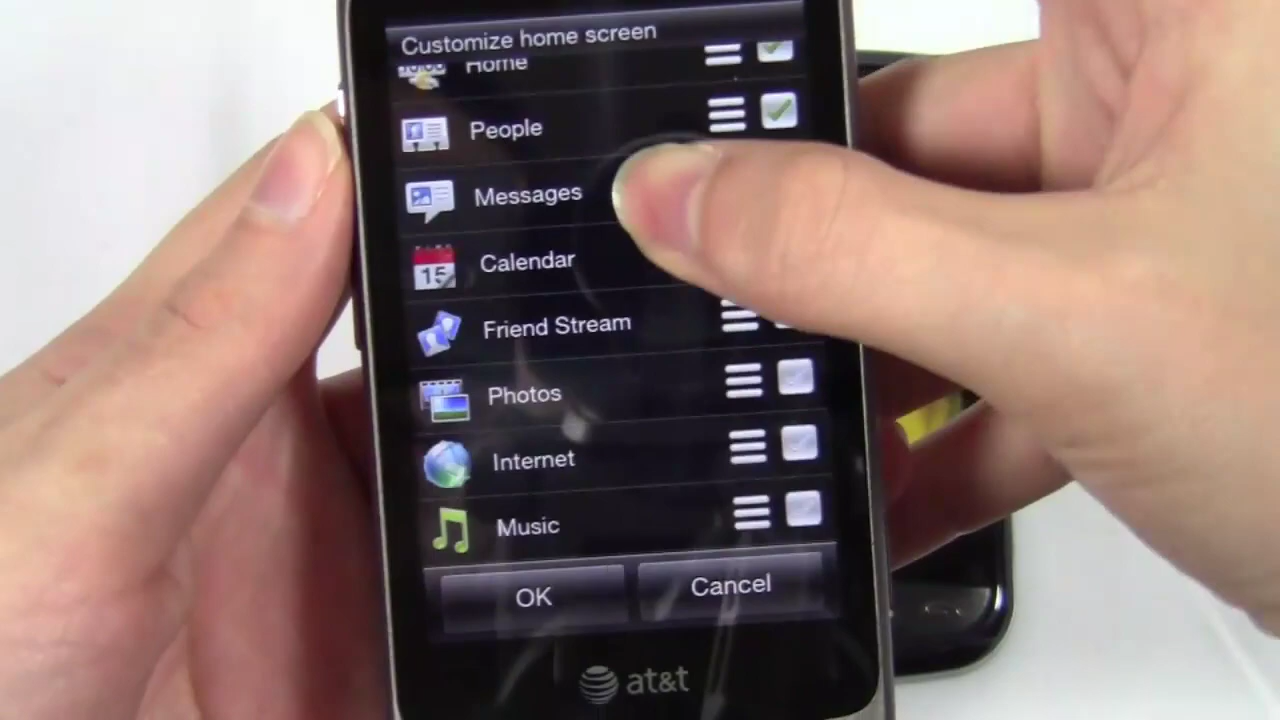 Customize home screen
Home
People
Messages
15
Calendar
Friend Stream
Photos
Internet
Music
OK
Cancel
at&t